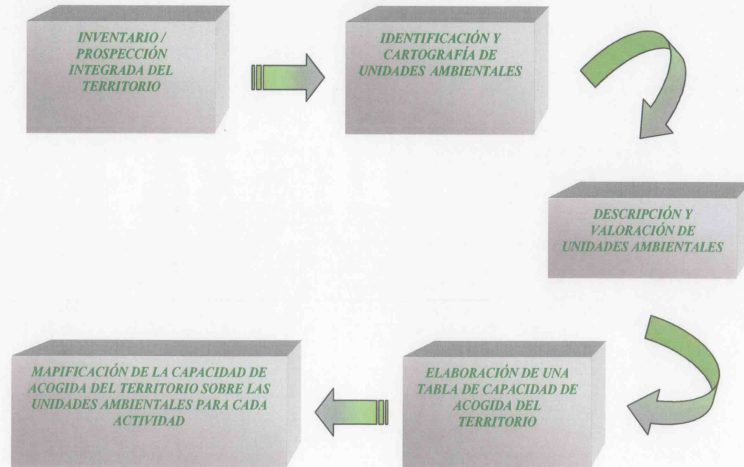 INVENTARIO /
PROSPECCIÓN
INTEGRADA DEL
TERRITORIO
IDENTIFICACIÓN Y
CARTOGRAFÍA DE
UNIDADES AMBIENTALES
DESCRIPCIÓN Y
VALORACIÓN DE
UNIDADES AMBIENTALES
ELABORACIÓN DE UNA
TABLA DE CAPACIDAD DE
ACOGIDA DEL
TERRITORIO
MAPIFICACIÓN DE LA CAPACIDAD DE
ACOGIDA DEL TERRITORIO SOBRE LAS
UNIDADES AMBIENTALES PARA CADA
ACTIVIDAD